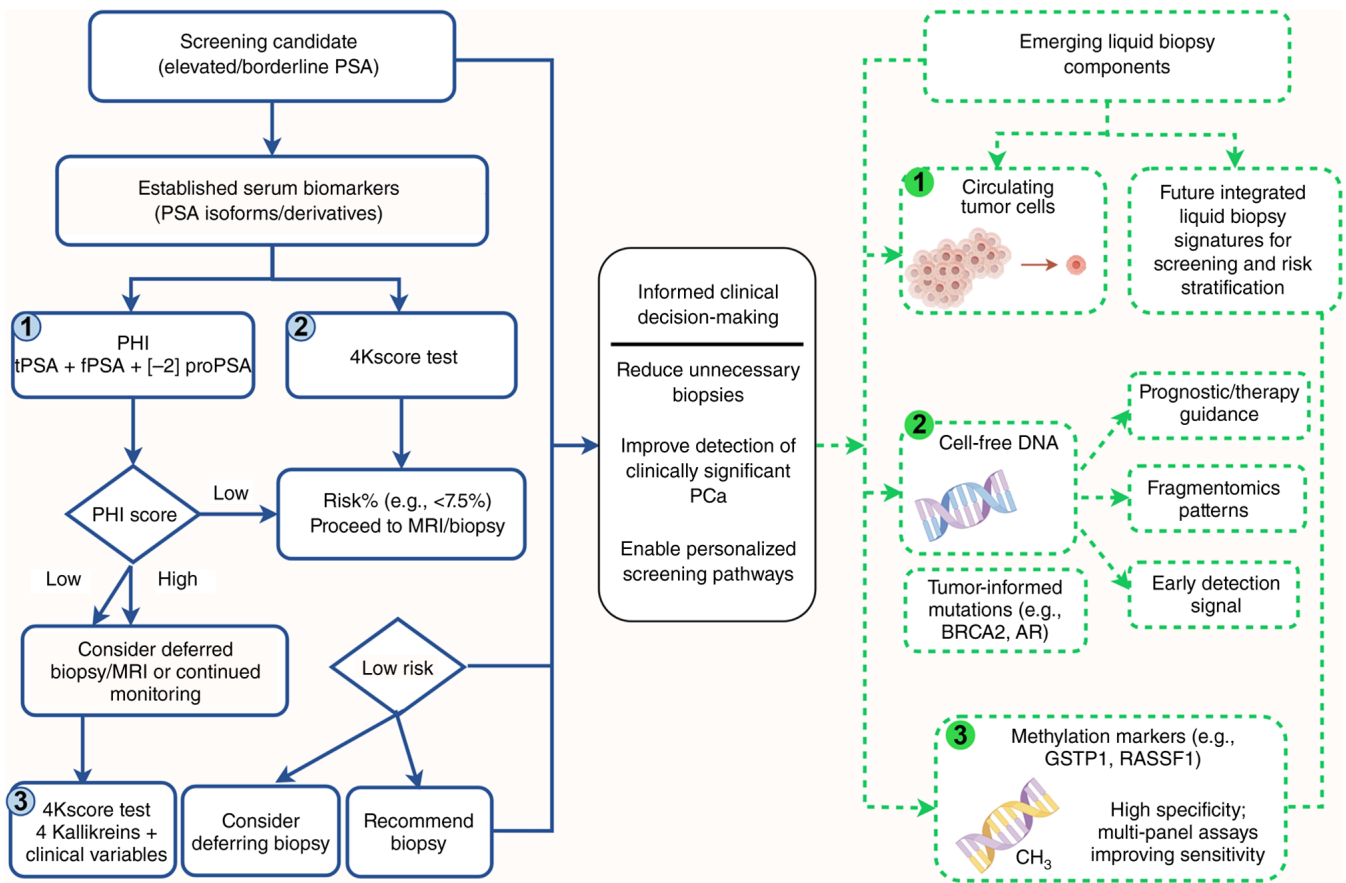 Screening candidate
(elevated/borderline PSA)
Established serum biomarkers
(PSA isoforms/derivatives)
1
PHI
tPSA + fPSA + [–2] proPSA
2
4Kscore test
PHI score
Low
Risk% (e.g., <7.5%)
Proceed to MRI/biopsy
Low
High
Consider deferred
biopsy/MRI or continued
monitoring
Low risk
3
4Kscore test
4 Kallikreins +
clinical variables
Consider
deferring biopsy
Recommend
biopsy
Informed clinical
decision-making
Reduce unnecessary
biopsies
Improve detection of
clinically significant
PCa
Enable personalized
screening pathways
Emerging liquid biopsy
components
1
Circulating
tumor cells
Future integrated
liquid biopsy
signatures for
screening and risk
stratification
2
Cell-free DNA
Prognostic/therapy
guidance
Fragmentomics
patterns
Early detection
signal
Tumor-informed
mutations (e.g.,
BRCA2, AR)
3
Methylation markers (e.g.,
GSTP1, RASSF1)
High specificity;
multi-panel assays
improving sensitivity
CH3